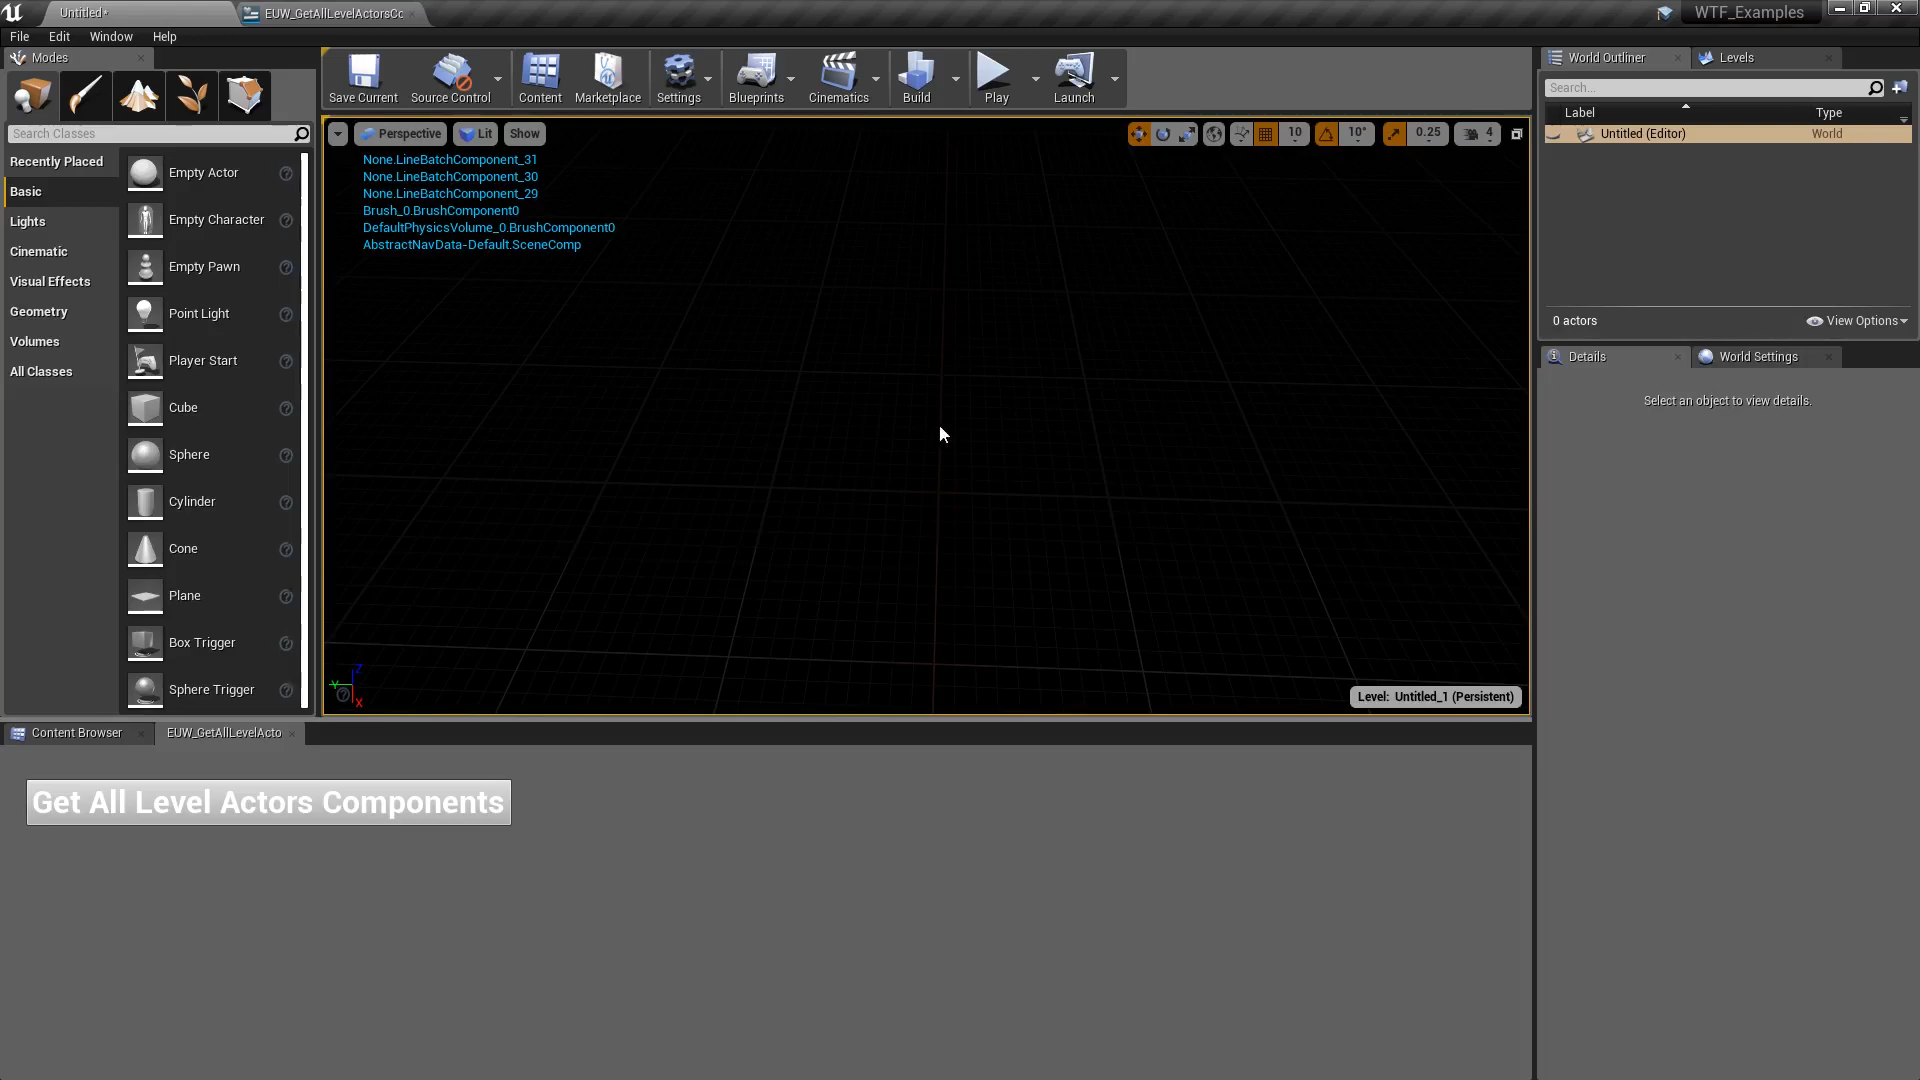 Untitled*
EUW_GetAllLevelActorsCc
WTF_Examples
File Edit Window Help
Modes
Save Current
Source Control
Content
Marketplace
Settings
Blueprints
Cinematics
Build
Play
Launch
World Outliner
Levels
Search Classes
Search...
Recently Placed
Basic
Lights
Cinematic
Visual Effects
Geometry
Volumes
All Classes
Empty Actor
Empty Character
Empty Pawn
Point Light
Player Start
Cube
Sphere
Cylinder
Cone
Plane
Box Trigger
Sphere Trigger
Perspective
Lit
Show
10
10°
0.25
4
None.LineBatchComponent_31
None.LineBatchComponent_30
None.LineBatchComponent_29
Brush_0.BrushComponent0
DefaultPhysicsVolume_0.BrushComponent0
AbstractNavData-Default.SceneComp
Z
Y
X
Level: Untitled_1 (Persistent)
Label Type
Untitled (Editor) World
0 actors
View Options
Details
World Settings
Select an object to view details.
Content Browser
EUW_GetAllLevelActo
Get All Level Actors Components